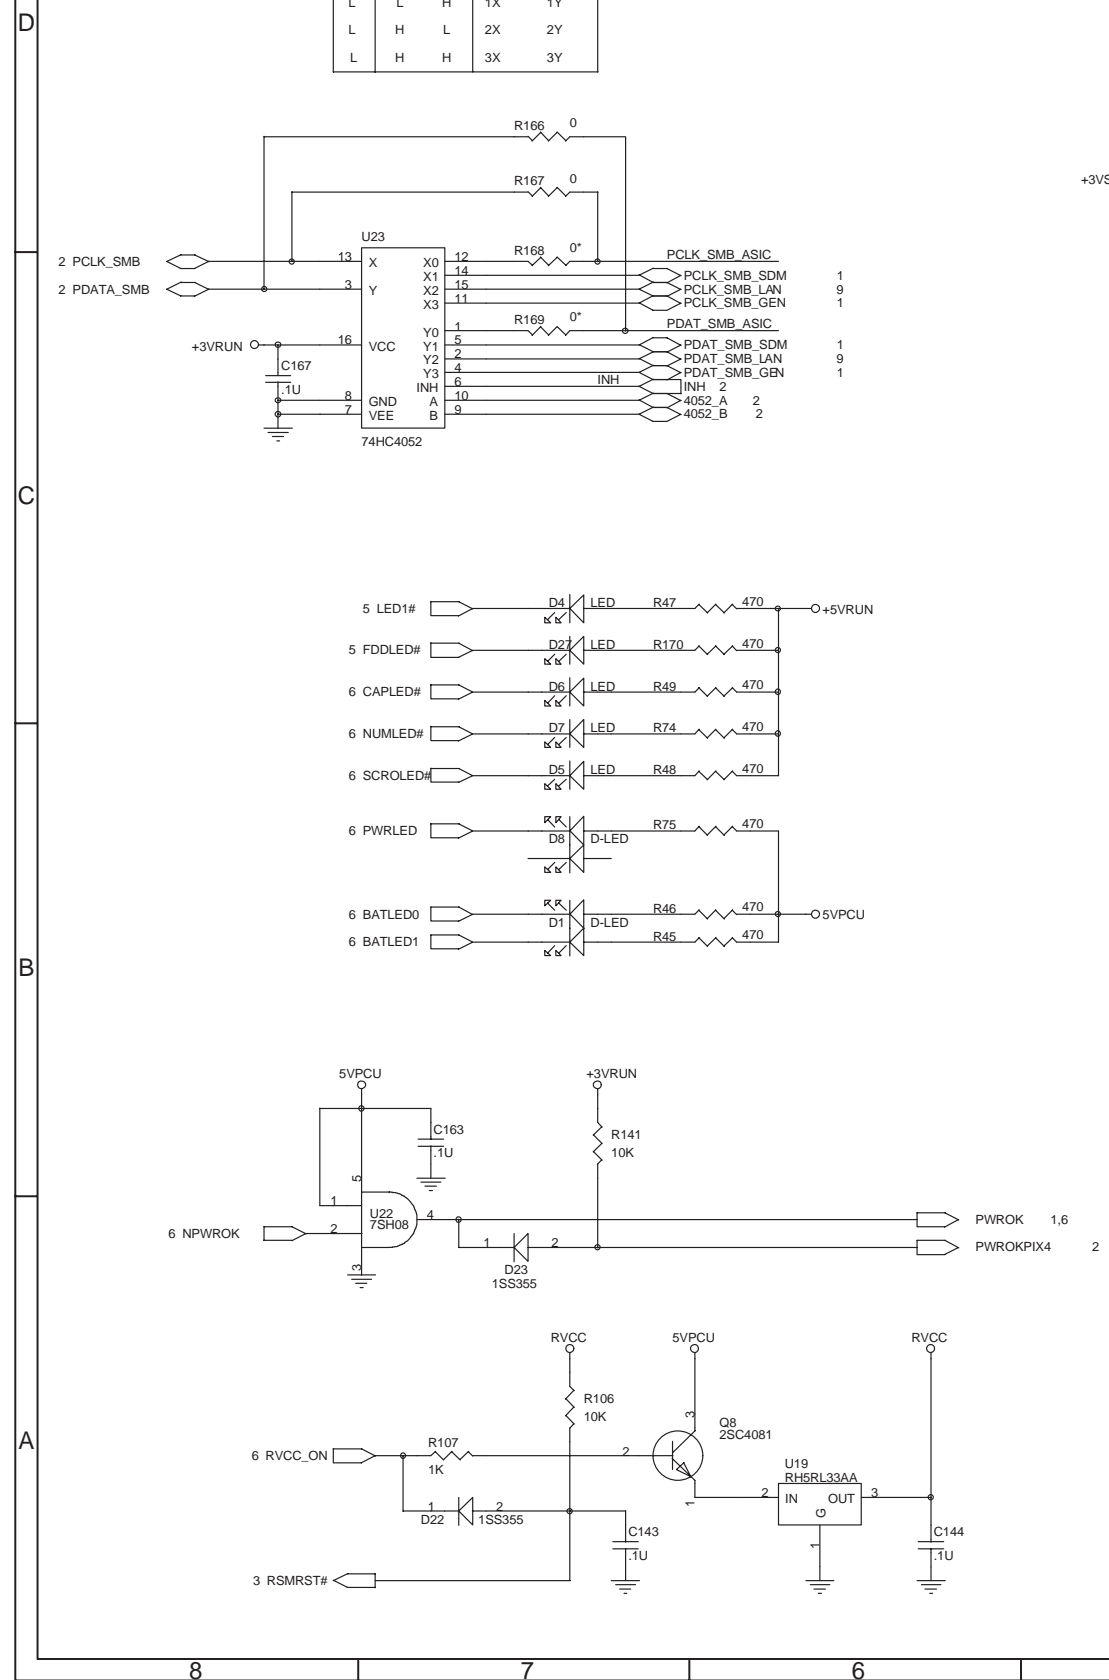 D
L L H 1X 1Y
L H L 2X 2Y
L H H 3X 3Y
R166 0
R167 0
U23
2 PCLK_SMB 13 X X0 12 R168 0* PCLK_SMB_ASIC
X1 14 PCLK_SMB_SDM 1
2 PDATA_SMB 3 Y X2 15 PCLK_SMB_LAN 9
X3 11 PCLK_SMB_GEN 1
Y0 1 R169 0* PDAT_SMB_ASIC
+3VRUN 16 VCC Y1 5 PDAT_SMB_SDM 1
Y2 2 PDAT_SMB_LAN 9
C167 Y3 4 PDAT_SMB_GEN 1
.1U INH 6 INH INH 2
8 GND A 10 4052_A 2
7 VEE B 9 4052_B 2
74HC4052
C
5 LED1# D4 LED R47 470 +5VRUN
5 FDDLED# D27 LED R170 470
6 CAPLED# D6 LED R49 470
6 NUMLED# D7 LED R74 470
6 SCROLED# D5 LED R48 470
6 PWRLED R75 470
D8 D-LED
6 BATLED0 R46 470 5VPCU
D1 D-LED
6 BATLED1 R45 470
B
5VPCU +3VRUN
C163
.1U
R141
10K
5
1
U22
7SH08
4
6 NPWROK 2
3
PWROK 1,6
1 2 PWROKPIX4 2
D23
1SS355
RVCC 5VPCU RVCC
R106
10K
3
Q8
2SC4081
A
6 RVCC_ON R107 2
1K
U19
RH5RL33AA
1 2 IN OUT 3
G
1
1 2
D22 1SS355
C143
.1U
C144
.1U
3 RSMRST#
8 7 6